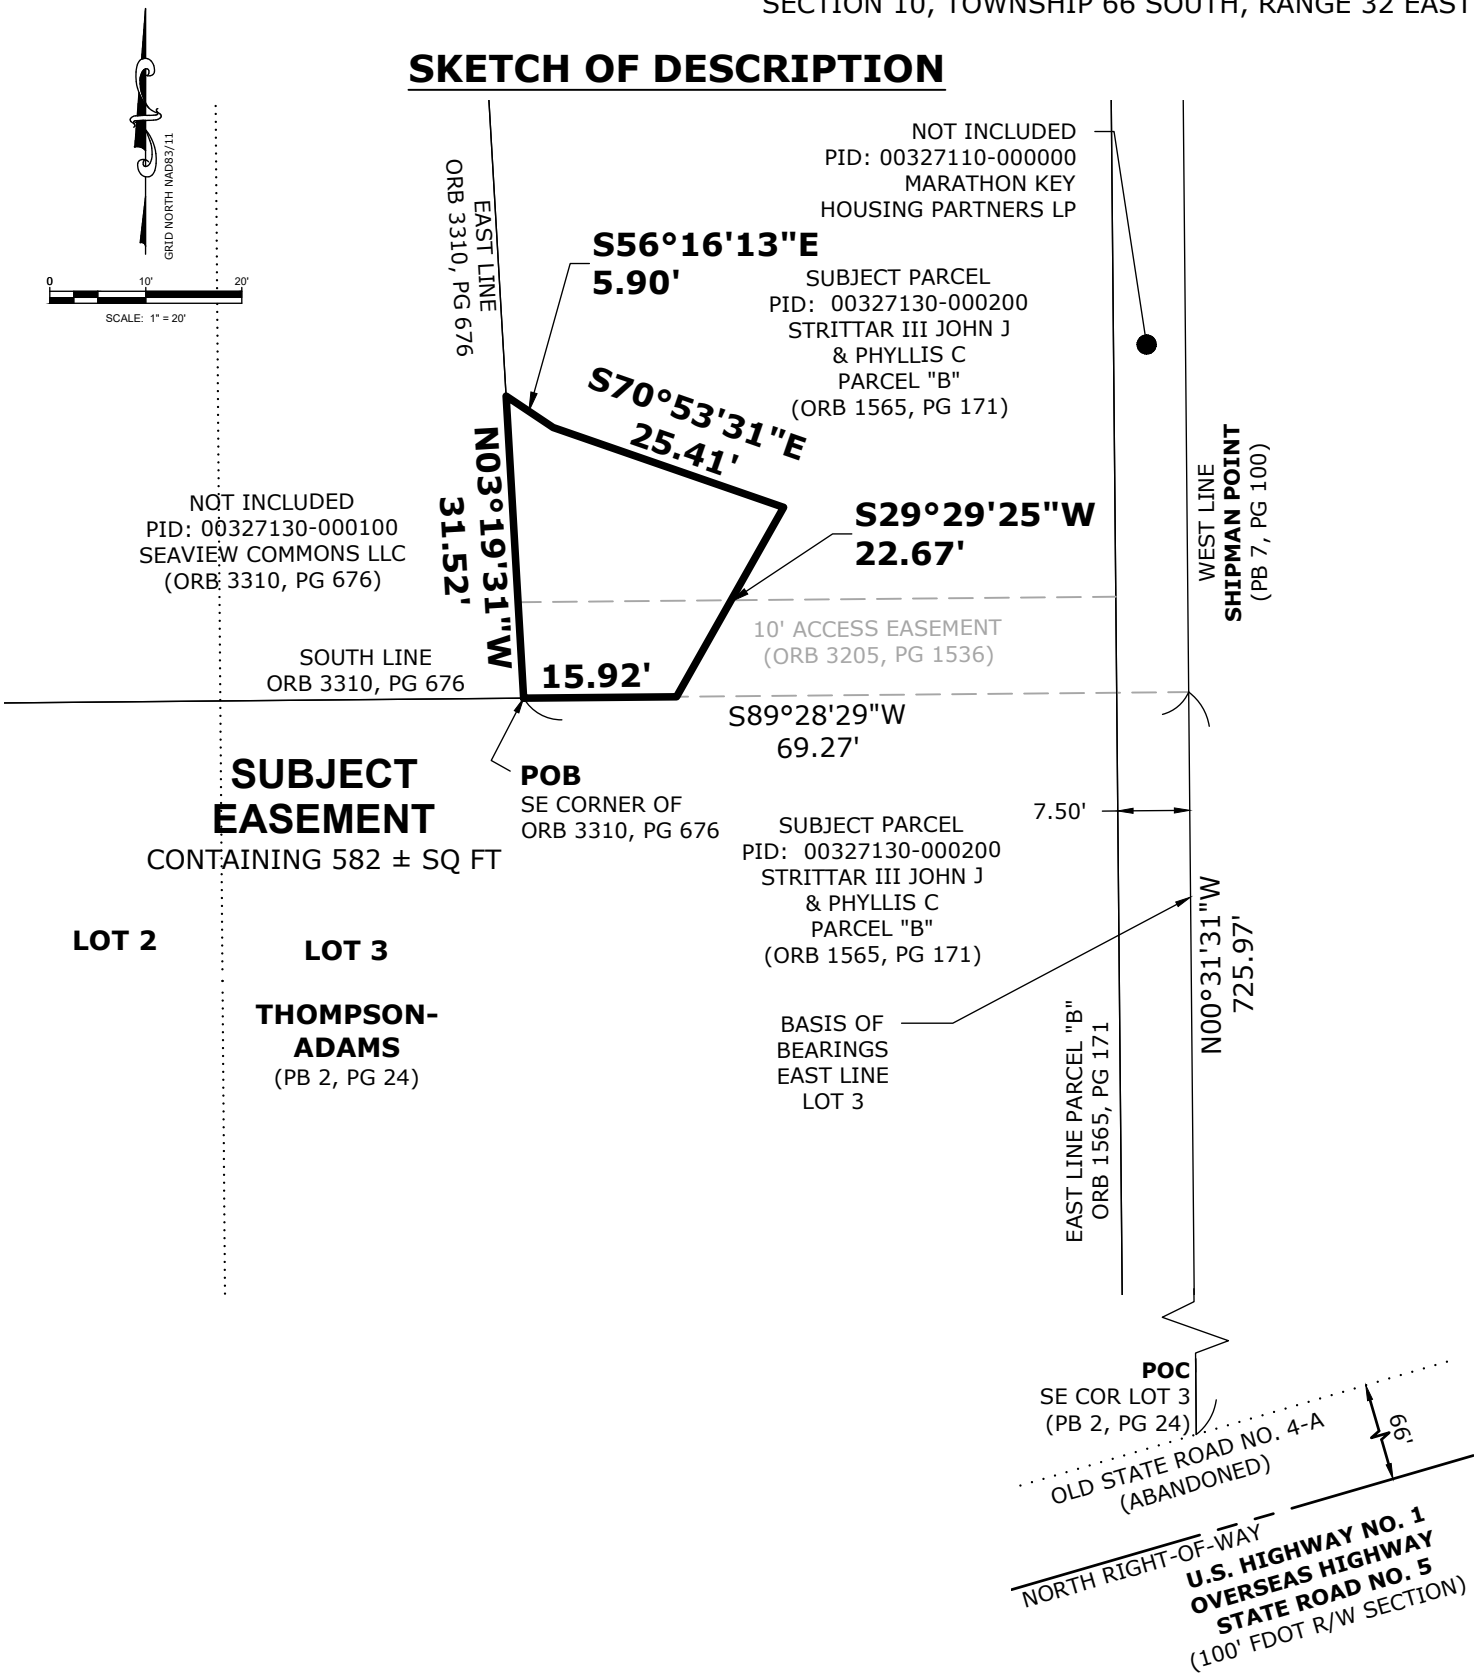 SECTION 10, TOWNSHIP 66 SOUTH, RANGE 32 EAST
SKETCH OF DESCRIPTION
GRID NORTH NAD83/11
0 10' 20'
SCALE: 1" = 20'
EAST LINE
ORB 3310, PG 676
NOT INCLUDED
PID: 00327110-000000
MARATHON KEY
HOUSING PARTNERS LP
S56°16'13"E
5.90'
SUBJECT PARCEL
PID: 00327130-000200
STRITTAR III JOHN J
& PHYLLIS C
PARCEL "B"
(ORB 1565, PG 171)
S70°53'31"E
25.41'
N03°19'31"W
31.52'
NOT INCLUDED
PID: 00327130-000100
SEAVIEW COMMONS LLC
(ORB 3310, PG 676)
S29°29'25"W
22.67'
WEST LINE
SHIPMAN POINT
(PB 7, PG 100)
10' ACCESS EASEMENT
(ORB 3205, PG 1536)
SOUTH LINE
ORB 3310, PG 676
15.92'
S89°28'29"W
69.27'
POB
SE CORNER OF
ORB 3310, PG 676
SUBJECT
EASEMENT
CONTAINING 582 ± SQ FT
7.50'
SUBJECT PARCEL
PID: 00327130-000200
STRITTAR III JOHN J
& PHYLLIS C
PARCEL "B"
(ORB 1565, PG 171)
LOT 2
LOT 3
THOMPSON-
ADAMS
(PB 2, PG 24)
BASIS OF
BEARINGS
EAST LINE
LOT 3
N00°31'31"W
725.97'
EAST LINE PARCEL "B"
ORB 1565, PG 171
POC
SE COR LOT 3
(PB 2, PG 24)
OLD STATE ROAD NO. 4-A
(ABANDONED)
66'
NORTH RIGHT-OF-WAY
U.S. HIGHWAY NO. 1
OVERSEAS HIGHWAY
STATE ROAD NO. 5
(100' FDOT R/W SECTION)